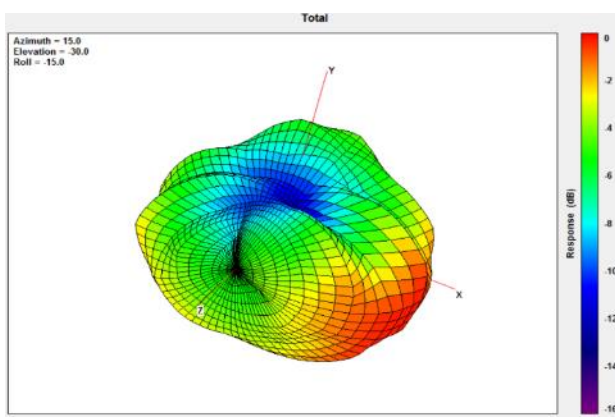 Total
Azimuth = 15.0
Elevation = -30.0
Roll = -15.0
Y
X
Z
0
-2
-4
-6
-8
-10
-12
-14
-16
Response (dB)